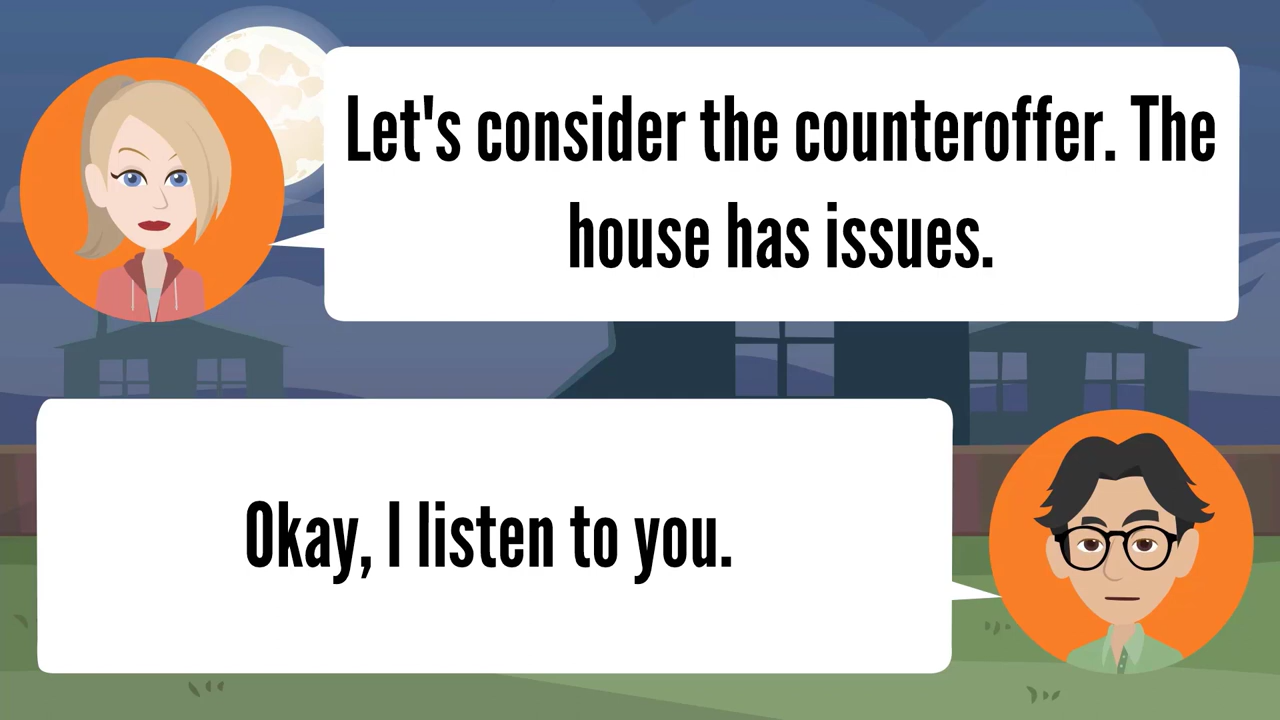 Let's consider the counteroffer. The
house has issues.
Okay, I listen to you.